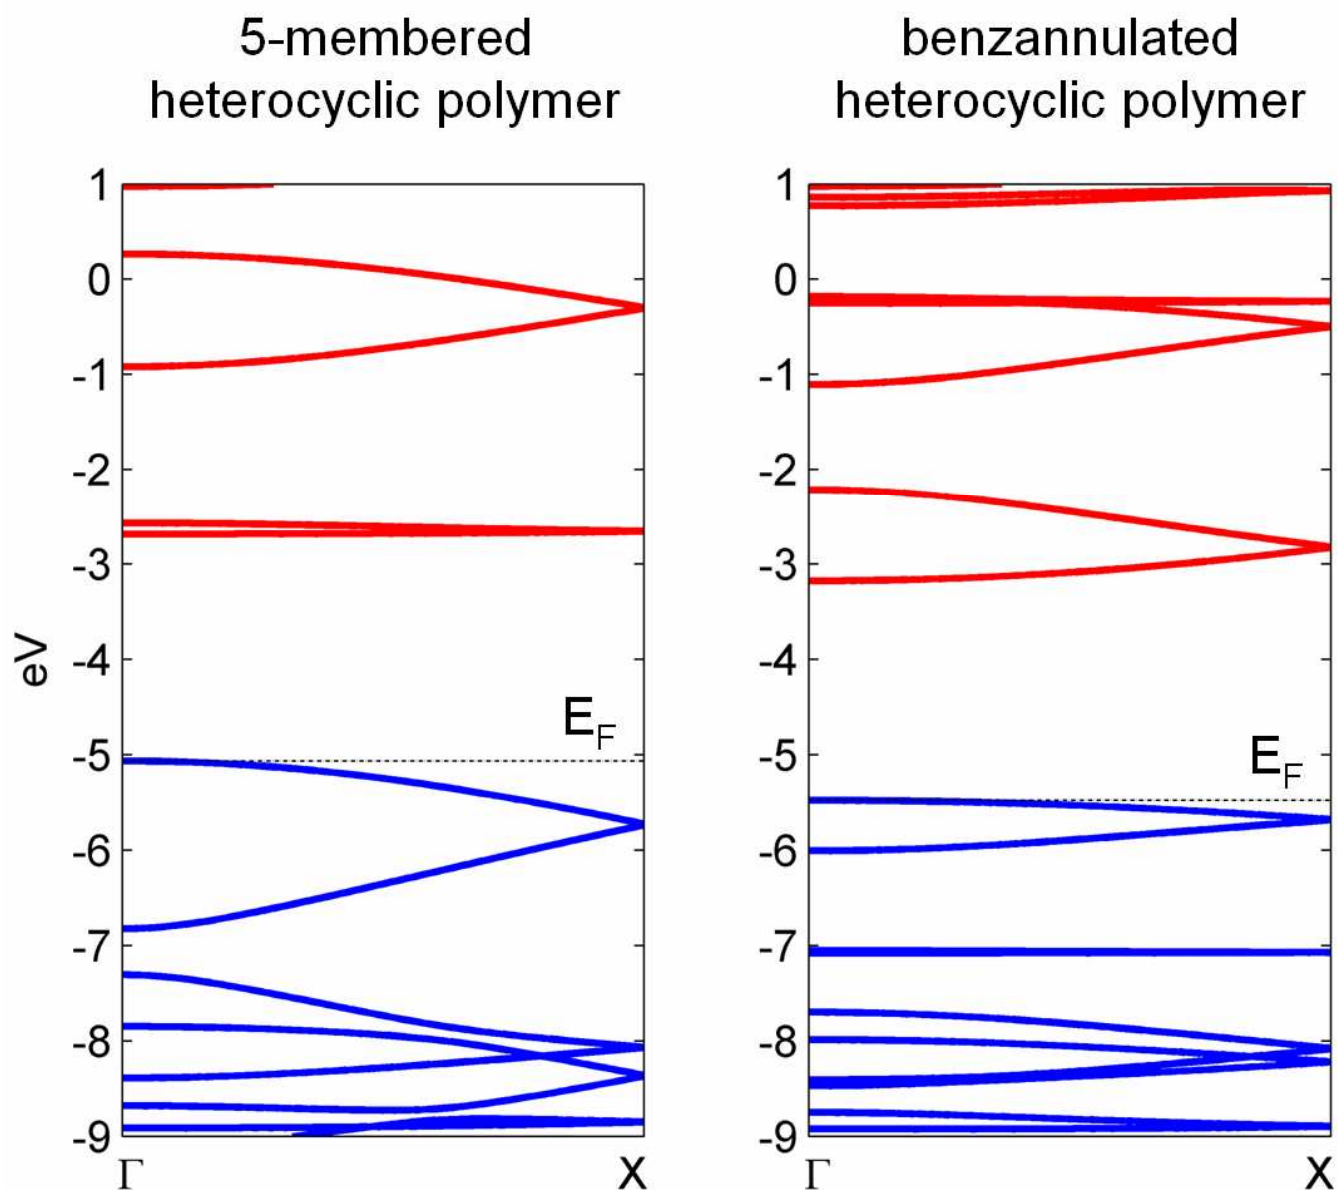 5-membered
heterocyclic polymer
benzannulated
heterocyclic polymer
eV
1
0
-1
-2
-3
-4
-5
-6
-7
-8
-9
Γ
X
E_F
1
0
-1
-2
-3
-4
-5
-6
-7
-8
-9
Γ
X
E_F